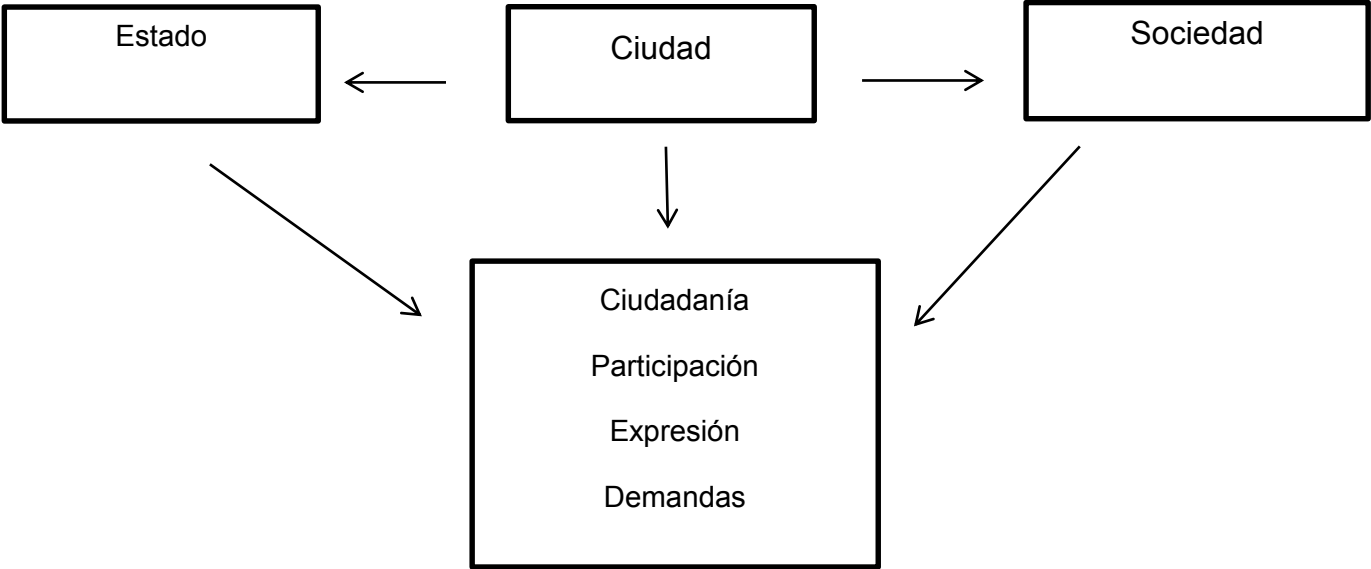 Estado
Ciudad
Sociedad
Ciudadanía
Participación
Expresión
Demandas